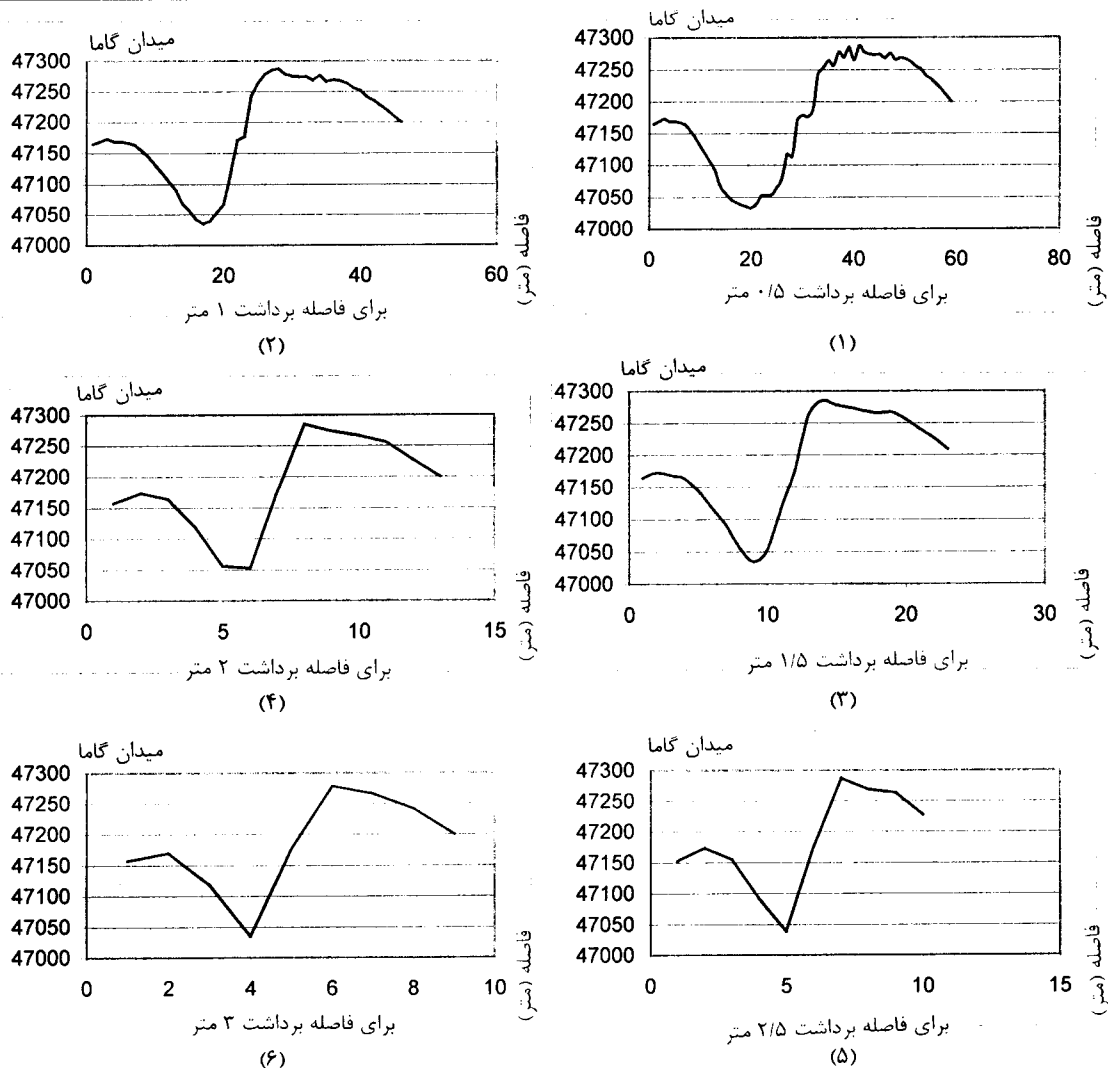 میدان گاما
47300
47250
47200
47150
47100
47050
47000
0 20 40 60 80
فاصله (متر)
برای فاصله برداشت ۰/۵ متر
(۱)
میدان گاما
47300
47250
47200
47150
47100
47050
47000
0 20 40 60
فاصله (متر)
برای فاصله برداشت ۱ متر
(۲)
میدان گاما
47300
47250
47200
47150
47100
47050
47000
0 10 20 30
فاصله (متر)
برای فاصله برداشت ۱/۵ متر
(۳)
میدان گاما
47300
47250
47200
47150
47100
47050
47000
0 5 10 15
فاصله (متر)
برای فاصله برداشت ۲ متر
(۴)
میدان گاما
47300
47250
47200
47150
47100
47050
47000
0 5 10 15
فاصله (متر)
برای فاصله برداشت ۲/۵ متر
(۵)
میدان گاما
47300
47250
47200
47150
47100
47050
47000
0 2 4 6 8 10
فاصله (متر)
برای فاصله برداشت ۳ متر
(۶)